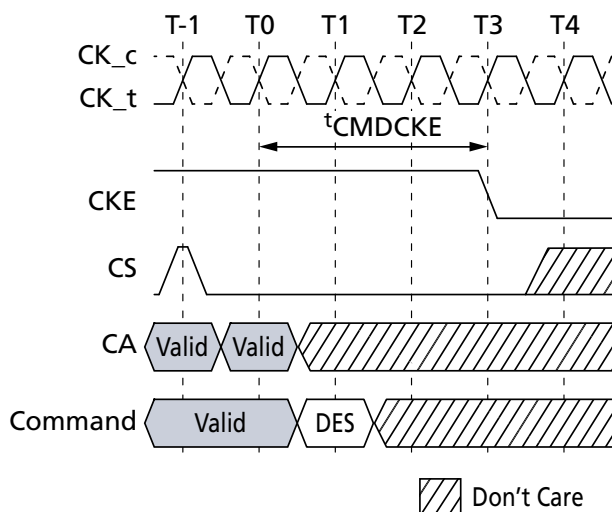 T-1 T0 T1 T2 T3 T4
CK_c
CK_t
tCMDCKE
CKE
CS
CA Valid Valid
Command Valid DES
Don't Care